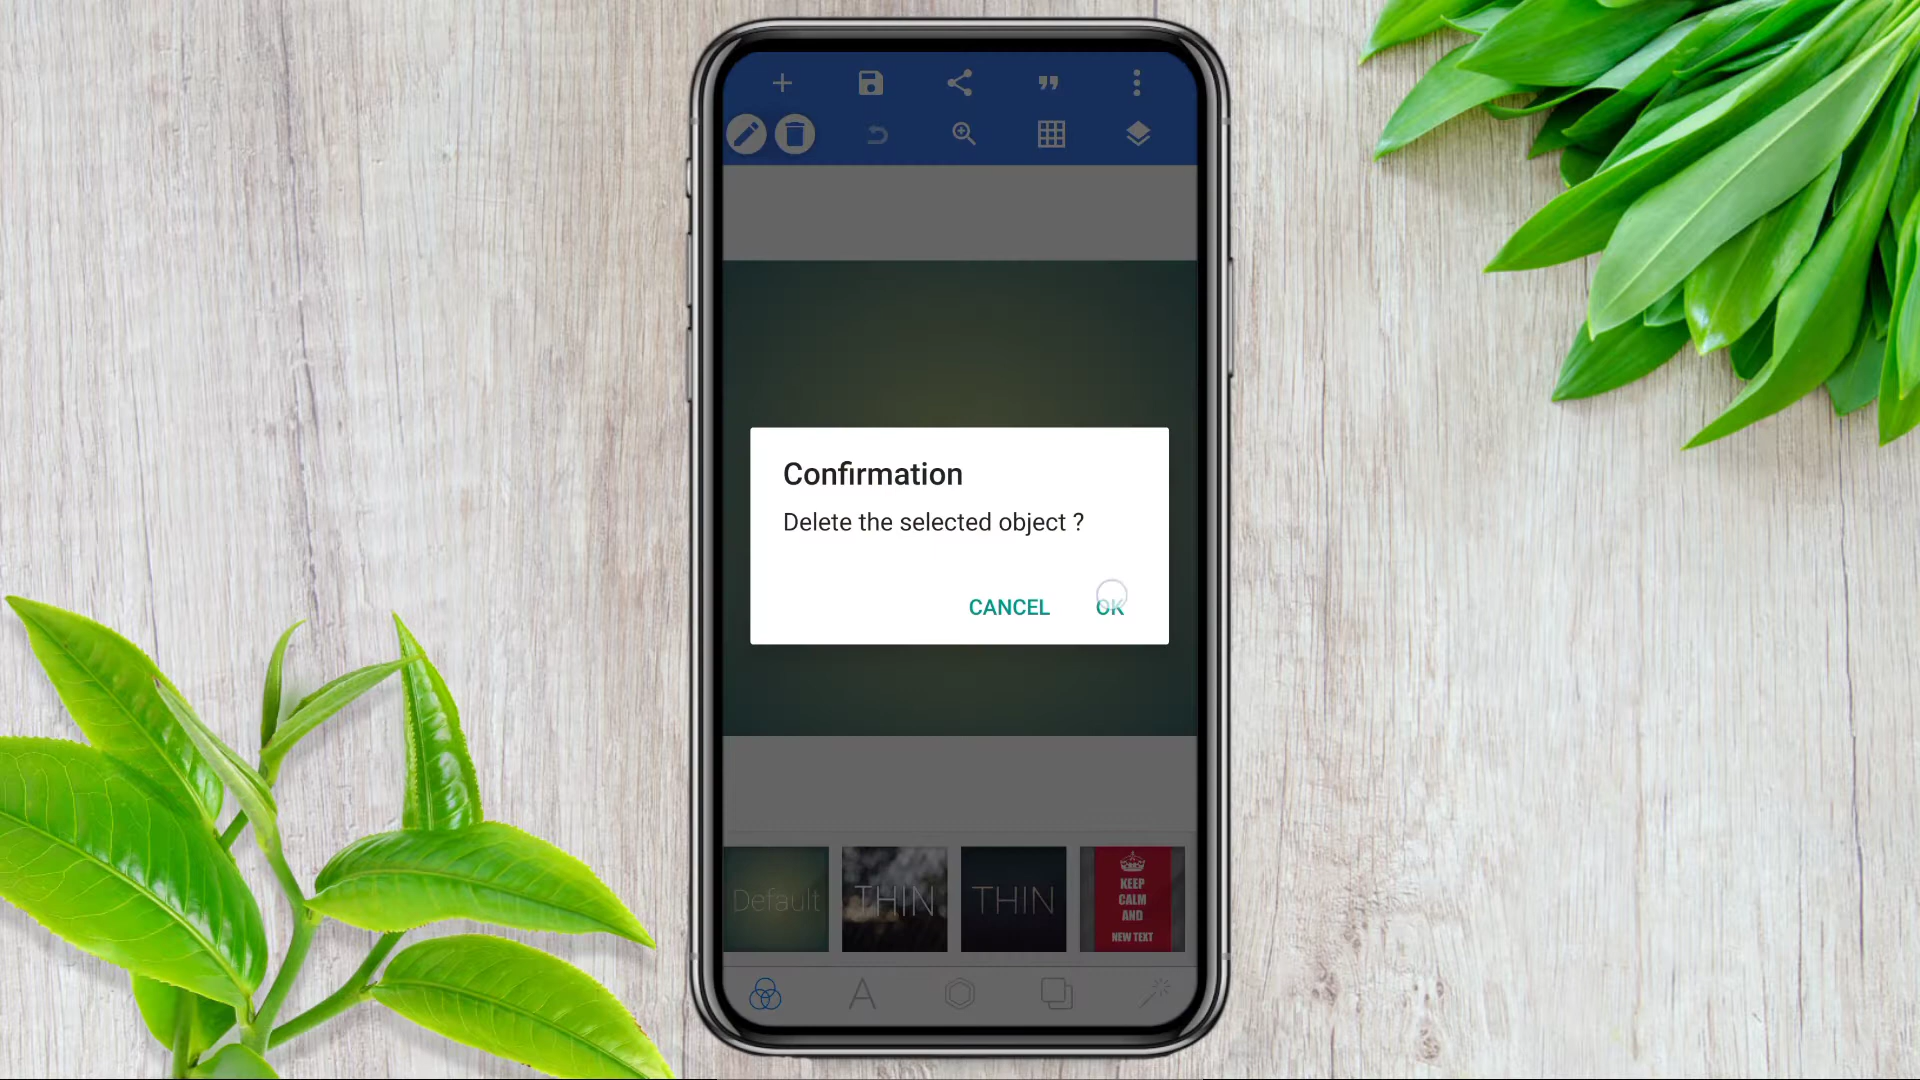 Confirmation
Delete the selected object ?
CANCEL
OK
Default
THIN
THIN
KEEP
CALM
AND
NEW TEXT